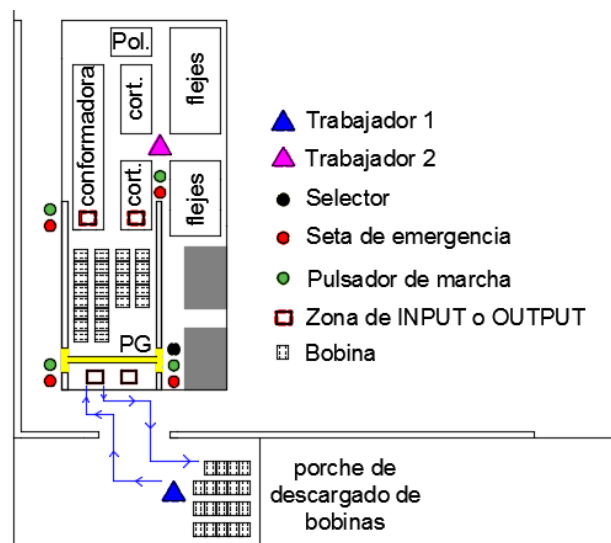 Pol.
conformadora
cort.
flejes
cort.
flejes
PG
Trabajador 1
Trabajador 2
Selector
Seta de emergencia
Pulsador de marcha
Zona de INPUT o OUTPUT
Bobina
porche de
descargado de
bobinas